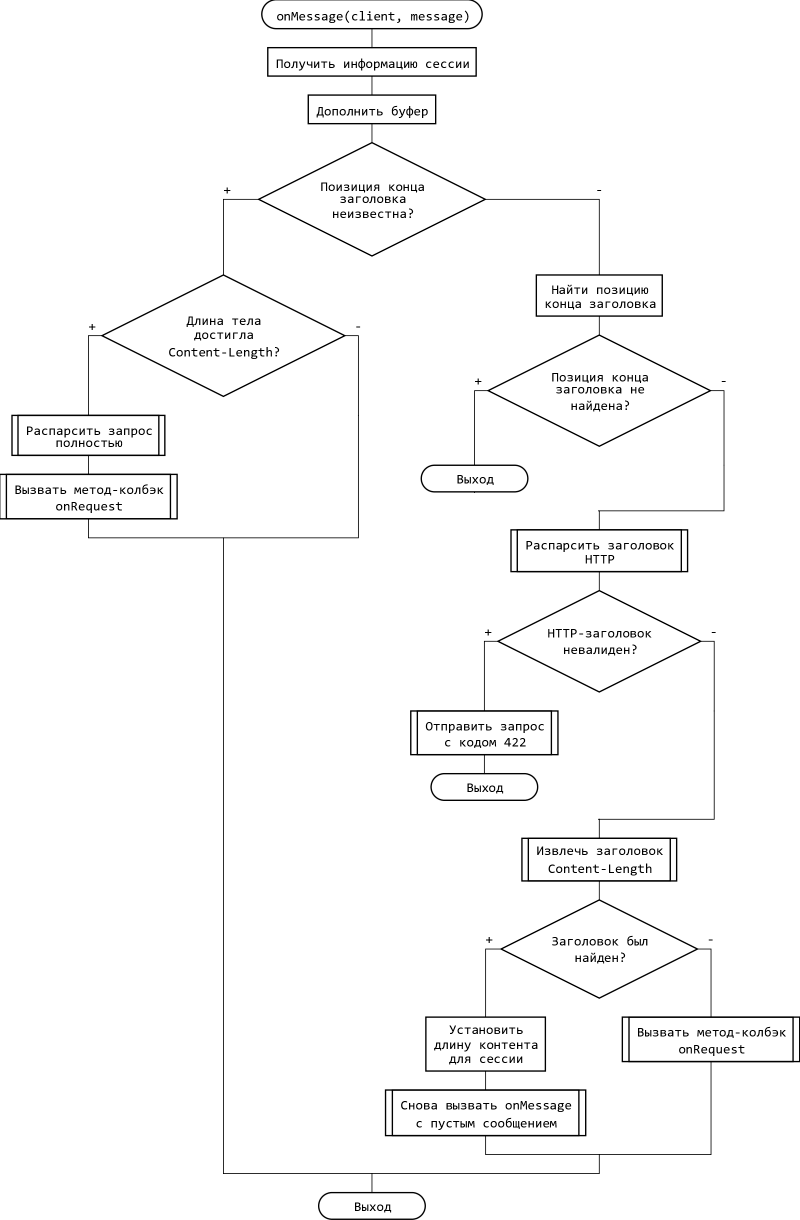 onMessage(client, message)
Получить информацию сессии
Дополнить буфер
Поизиция конца
заголовка
неизвестна?
+
-
Длина тела
достигла
Content-Length?
+
-
Распарсить запрос
полностью
Вызвать метод-колбэк
onRequest
Найти позицию
конца заголовка
Позиция конца
заголовка не
найдена?
+
-
Выход
Распарсить заголовок
HTTP
HTTP-заголовок
невалиден?
+
-
Отправить запрос
с кодом 422
Выход
Извлечь заголовок
Content-Length
Заголовок был
найден?
+
-
Установить
длину контента
для сессии
Вызвать метод-колбэк
onRequest
Снова вызвать onMessage
с пустым сообщением
Выход